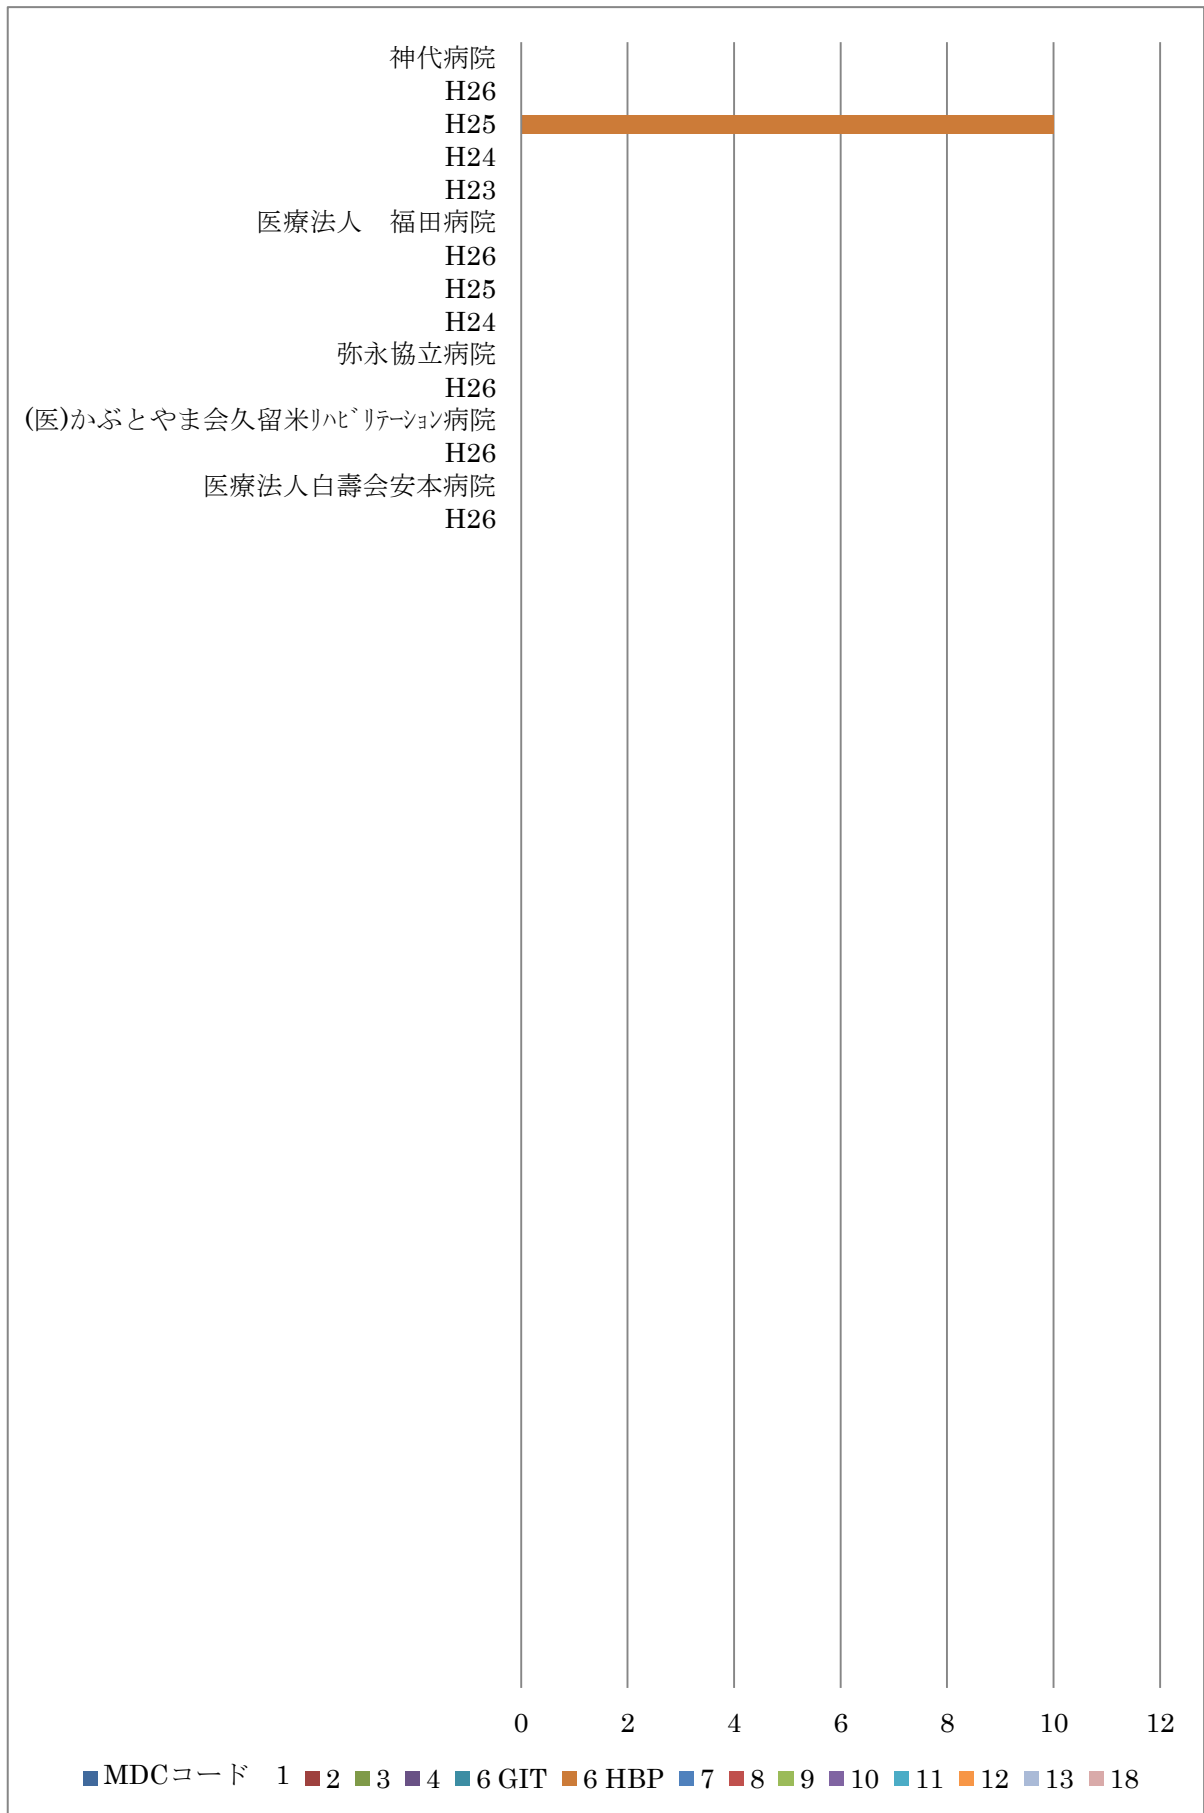 神代病院
H26
H25
H24
H23
医療法人　福田病院
H26
H25
H24
弥永協立病院
H26
(医)かぶとやま会久留米ﾘﾊﾋﾞﾘﾃｰｼｮﾝ病院
H26
医療法人白壽会安本病院
H26
0 2 4 6 8 10 12
MDCコード　1 2 3 4 6 GIT 6 HBP 7 8 9 10 11 12 13 18